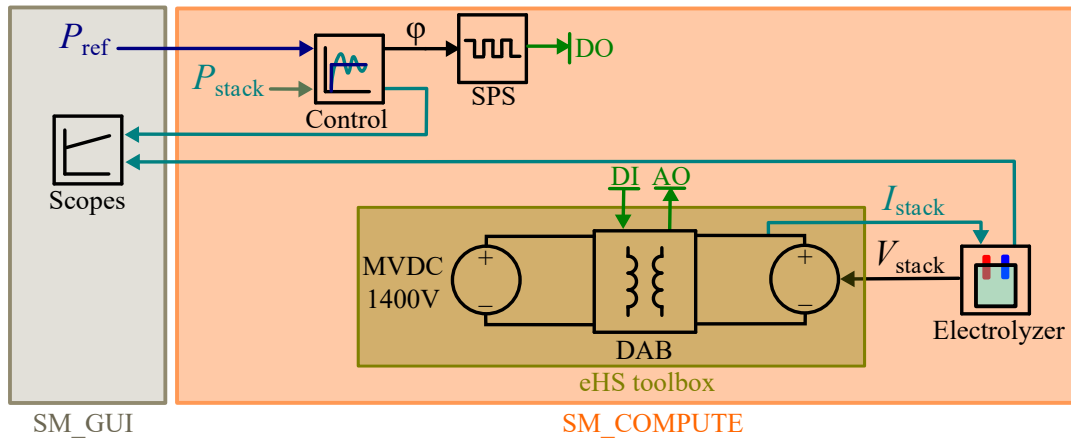 P_ref
φ
DO
SPS
P_stack
Control
Scopes
DI AO
I_stack
MVDC
1400V
+
−
+
−
V_stack
Electrolyzer
DAB
eHS toolbox
SM_GUI
SM_COMPUTE